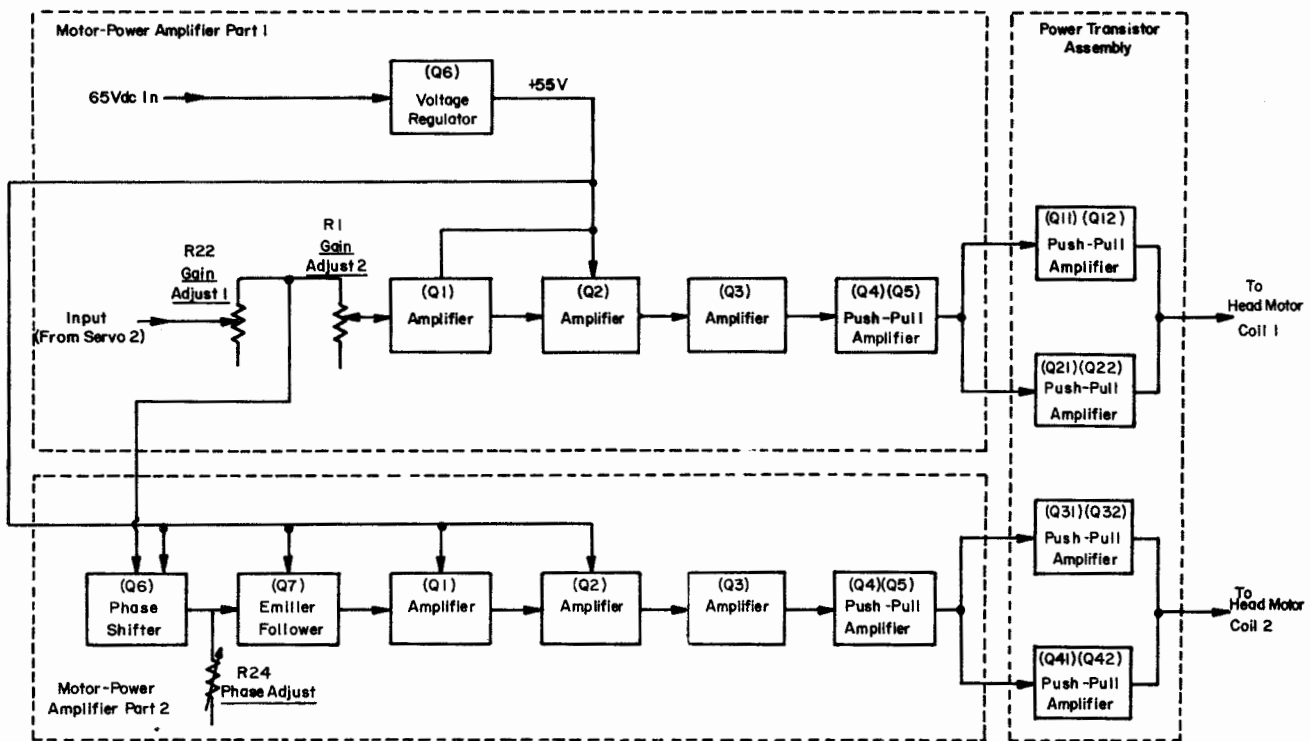 Motor-Power Amplifier Part 1
Power Transistor
Assembly
65Vdc In
(Q6)
Voltage
Regulator
+55V
R22
Gain
Adjust 1
R1
Gain
Adjust 2
Input
(From Servo 2)
(Q1)
Amplifier
(Q2)
Amplifier
(Q3)
Amplifier
(Q4)(Q5)
Push-Pull
Amplifier
(Q11)(Q12)
Push-Pull
Amplifier
(Q21)(Q22)
Push-Pull
Amplifier
To
Head Motor
Coil 1
(Q6)
Phase
Shifter
(Q7)
Emiller
Follower
(Q1)
Amplifier
(Q2)
Amplifier
(Q3)
Amplifier
(Q4)(Q5)
Push-Pull
Amplifier
(Q31)(Q32)
Push-Pull
Amplifier
(Q41)(Q42)
Push-Pull
Amplifier
To
Head Motor
Coil 2
R24
Phase Adjust
Motor-Power
Amplifier Part 2